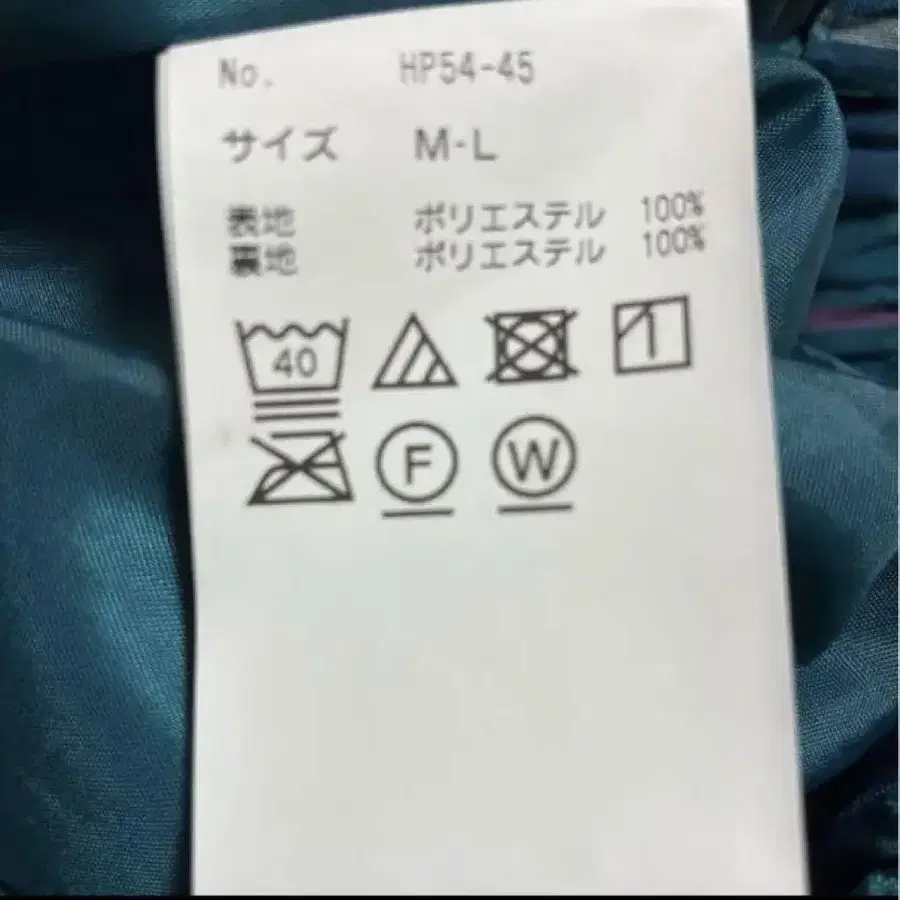 No. HP54-45
サイズ M-L
表地 ポリエステル 100%
裏地 ポリエステル 100%
40
F W